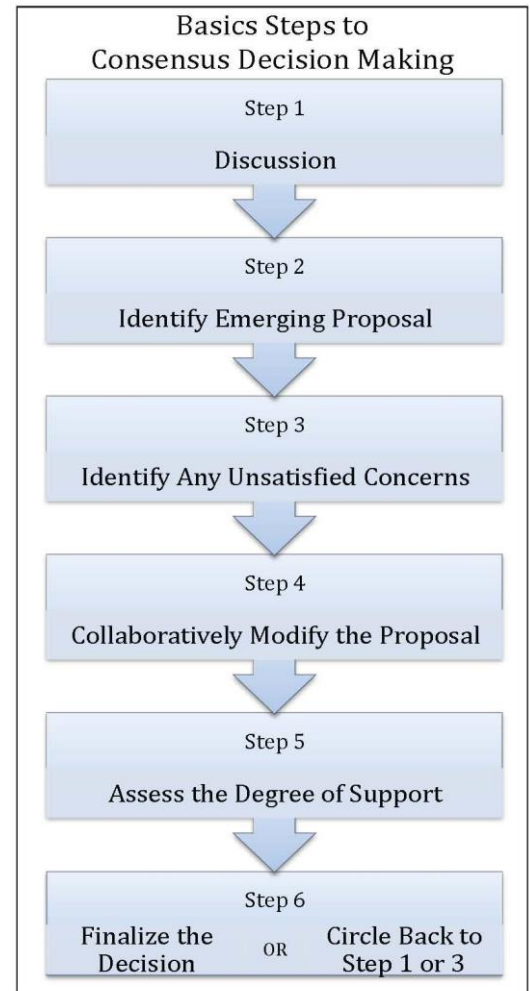 Basics Steps to
Consensus Decision Making
Step 1
Discussion
Step 2
Identify Emerging Proposal
Step 3
Identify Any Unsatisfied Concerns
Step 4
Collaboratively Modify the Proposal
Step 5
Assess the Degree of Support
Step 6
Finalize the
Decision
OR
Circle Back to
Step 1 or 3